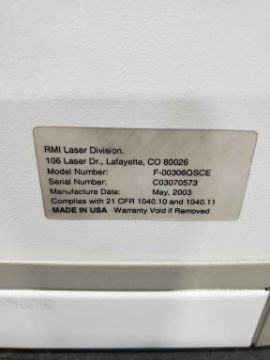 RMI Laser Division,
106 Laser Dr., Lafayette, CO 80026
Model Number: F-00306QSCE
Serial Number: C03070573
Manufacture Date: May, 2003
Complies with 21 CFR 1040.10 and 1040.11
MADE IN USA Warranty Void if Removed